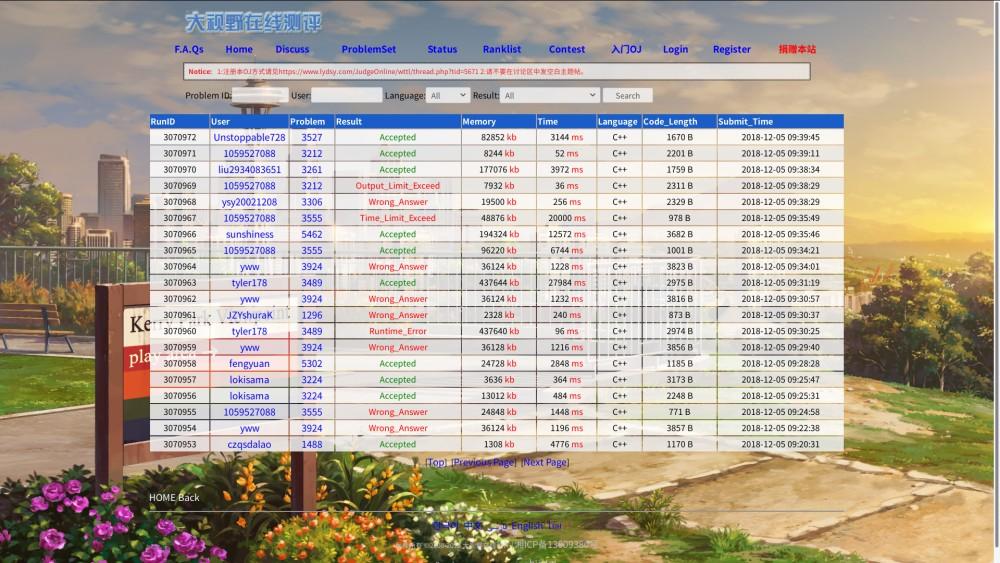 大视野在线测评
F.A.Qs Home Discuss ProblemSet Status Ranklist Contest 入门OJ Login Register 捐赠本站
Notice: 1:注册本OJ方式请见https://www.lydsy.com/JudgeOnline/wttl/thread.php?tid=5671 2:请不要在讨论区中发空白主题帖。
Problem ID: User: Language: All Result: All Search
RunID User Problem Result Memory Time Language Code_Length Submit_Time
3070972 Unstoppable728 3527 Accepted 82852 kb 3144 ms C++ 1670 B 2018-12-05 09:39:45
3070971 1059527088 3212 Accepted 8244 kb 52 ms C++ 2201 B 2018-12-05 09:39:11
3070970 liu2934083651 3261 Accepted 177076 kb 3972 ms C++ 1759 B 2018-12-05 09:38:34
3070969 1059527088 3212 Output_Limit_Exceed 7932 kb 36 ms C++ 2311 B 2018-12-05 09:38:29
3070968 ysy20021208 3306 Wrong_Answer 19500 kb 256 ms C++ 2329 B 2018-12-05 09:38:29
3070967 1059527088 3555 Time_Limit_Exceed 48876 kb 20000 ms C++ 978 B 2018-12-05 09:35:49
3070966 sunshiness 5462 Accepted 194324 kb 12572 ms C++ 3682 B 2018-12-05 09:35:46
3070965 1059527088 3555 Accepted 96220 kb 6744 ms C++ 1001 B 2018-12-05 09:34:21
3070964 yww 3924 Wrong_Answer 36124 kb 1228 ms C++ 3823 B 2018-12-05 09:34:01
3070963 tyler178 3489 Accepted 437644 kb 27984 ms C++ 2975 B 2018-12-05 09:31:19
3070962 yww 3924 Wrong_Answer 36124 kb 1232 ms C++ 3816 B 2018-12-05 09:30:57
3070961 JZYshuraK 1296 Wrong_Answer 2328 kb 240 ms C++ 873 B 2018-12-05 09:30:37
3070960 tyler178 3489 Runtime_Error 437640 kb 96 ms C++ 2974 B 2018-12-05 09:30:25
3070959 yww 3924 Wrong_Answer 36128 kb 1216 ms C++ 3856 B 2018-12-05 09:29:40
3070958 fengyuan 5302 Accepted 24728 kb 2848 ms C++ 1185 B 2018-12-05 09:28:28
3070957 lokisama 3224 Accepted 3636 kb 364 ms C++ 3173 B 2018-12-05 09:25:47
3070956 lokisama 3224 Accepted 13012 kb 484 ms C++ 2248 B 2018-12-05 09:25:31
3070955 1059527088 3555 Wrong_Answer 24848 kb 1448 ms C++ 771 B 2018-12-05 09:24:58
3070954 yww 3924 Wrong_Answer 36124 kb 1196 ms C++ 3857 B 2018-12-05 09:22:38
3070953 czqsdalao 1488 Accepted 1308 kb 4776 ms C++ 1170 B 2018-12-05 09:20:31
[Top] [Previous Page] [Next Page]
play
HOME Back
한국어 中文 English